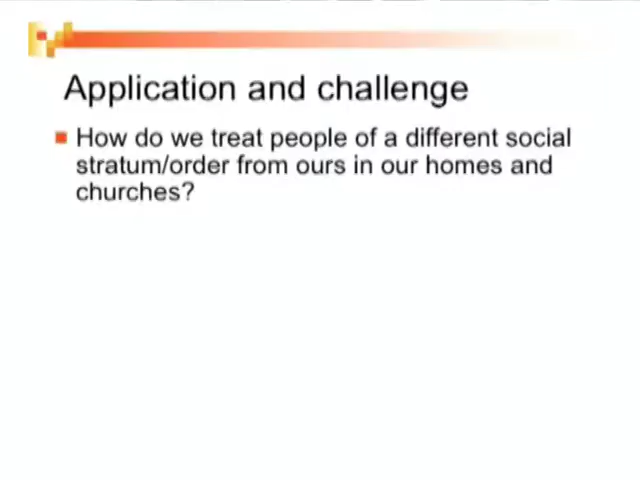 Application and challenge
How do we treat people of a different social
stratum/order from ours in our homes and
churches?